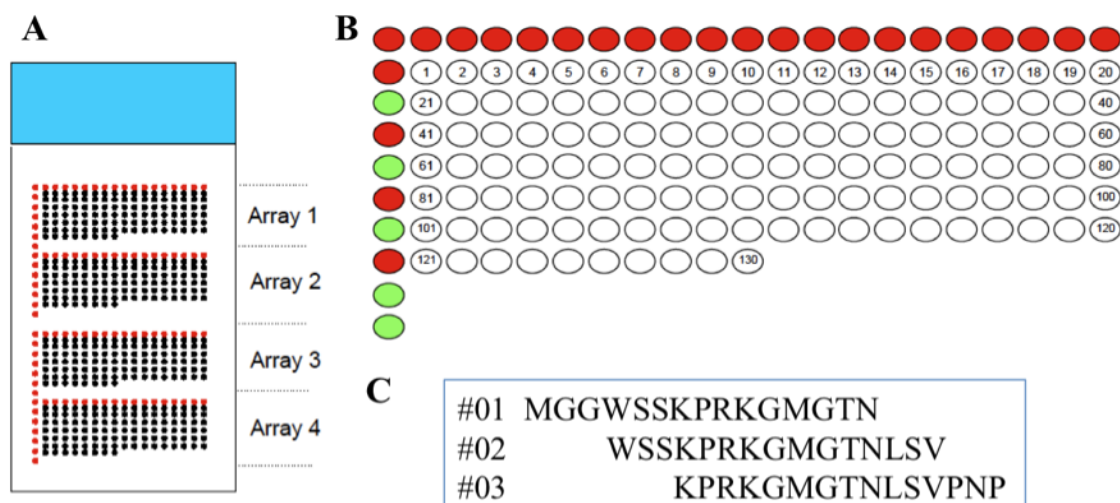 A
Array 1
Array 2
Array 3
Array 4
B
1 2 3 4 5 6 7 8 9 10 11 12 13 14 15 16 17 18 19 20
21 40
41 60
61 80
81 100
101 120
121 130
C
#01 MGGWSSKPRKGMGTN
#02 WSSKPRKGMGTNLSV
#03 KPRKGMGTNLSVPNP